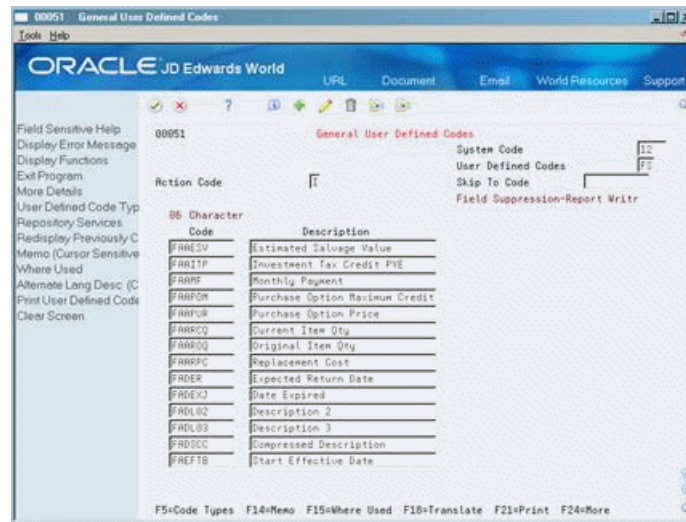 00051 General User Defined Codes
Tools Help
ORACLE JD Edwards World
URL Document Email World Resources Support
Field Sensitive Help
Display Error Message
Display Functions
Exit Program
More Details
User Defined Code Typ
Repository Services
Redisplay Previously C
Memo (Cursor Sensitive
Where Used
Alternate Lang Desc (C
Print User Defined Code
Clear Screen
00051 General User Defined Codes
System Code 12
User Defined Codes FS
Action Code I Skip To Code
Field Suppression-Report Writr
06 Character
Code Description
FAAESV Estimated Salvage Value
FAAITP Investment Tax Credit PYE
FAAMF Monthly Payment
FAAPOM Purchase Option Maximum Credit
FAAPUR Purchase Option Price
FAARCQ Current Item Qty
FAAROQ Original Item Qty
FAARPC Replacement Cost
FADER Expected Return Date
FADEXJ Date Expired
FADL02 Description 2
FADL03 Description 3
FADSCC Compressed Description
FAEFTB Start Effective Date
F5=Code Types F14=Memo F15=Where Used F18=Translate F21=Print F24=More